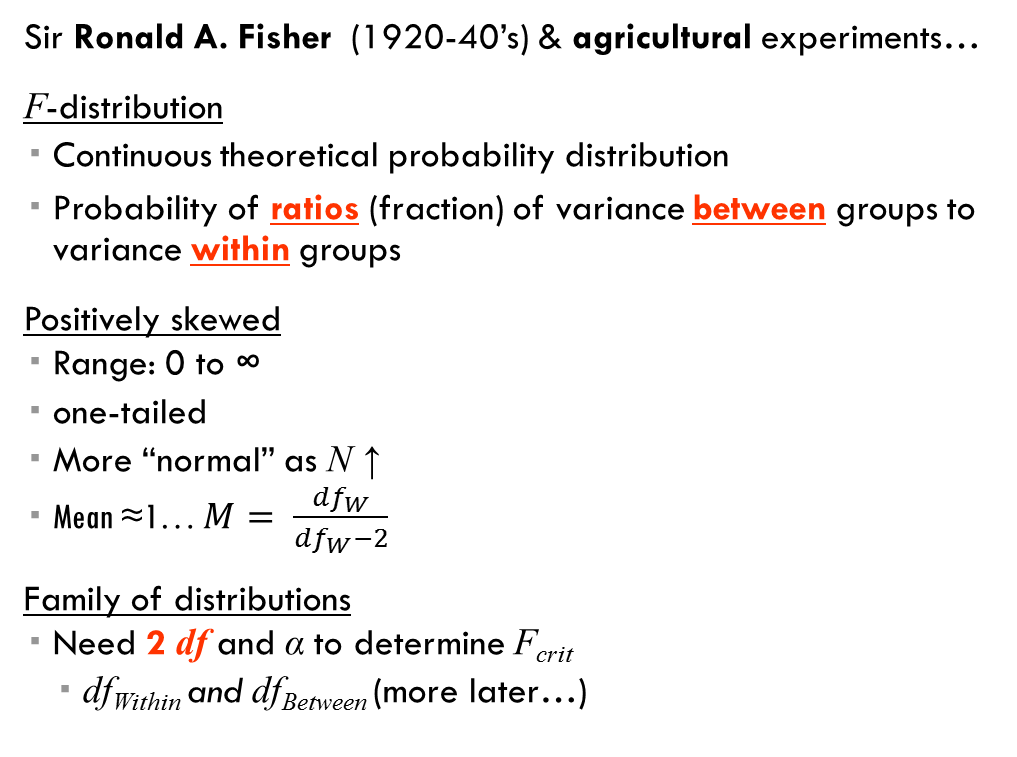 Sir Ronald A. Fisher (1920-40’s) & agricultural experiments…
F-distribution
▪ Continuous theoretical probability distribution
▪ Probability of ratios (fraction) of variance between groups to
variance within groups
Positively skewed
▪ Range: 0 to ∞
▪ one-tailed
▪ More “normal” as N ↑
▪ Mean ≈1… M = df_W / (df_W−2)
Family of distributions
▪ Need 2 df and α to determine F_crit
▪ df_Within and df_Between (more later…)